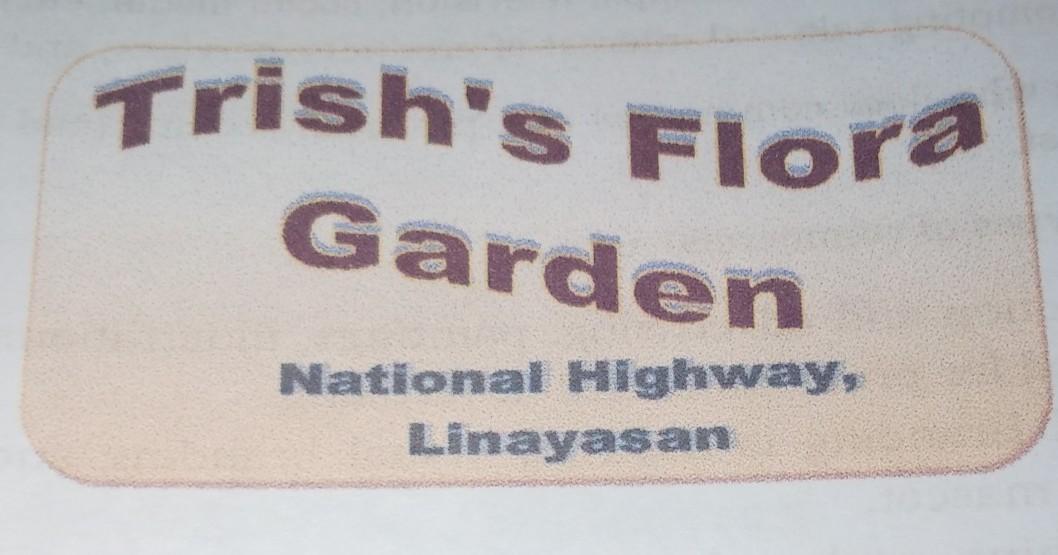 Trish's Flora
Garden
National Highway,
Linayasan